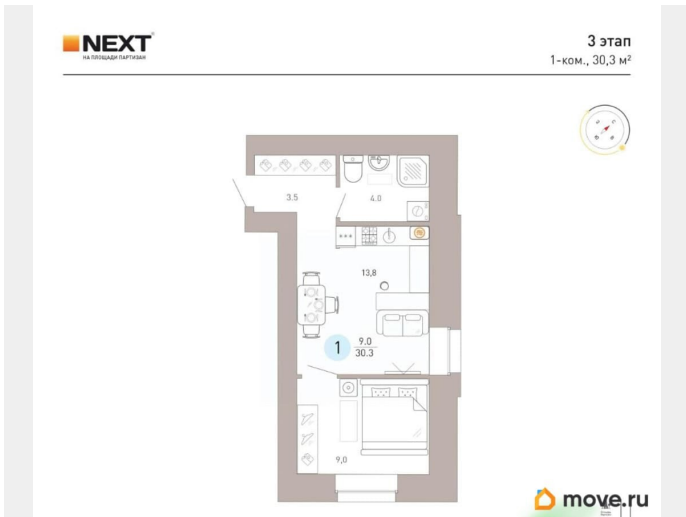 NEXT
НА ПЛОЩАДИ ПАРТИЗАН
3 этап
1-ком., 30,3 м²
3.5
4.0
13,8
1
9.0
30.3
9,0
move.ru